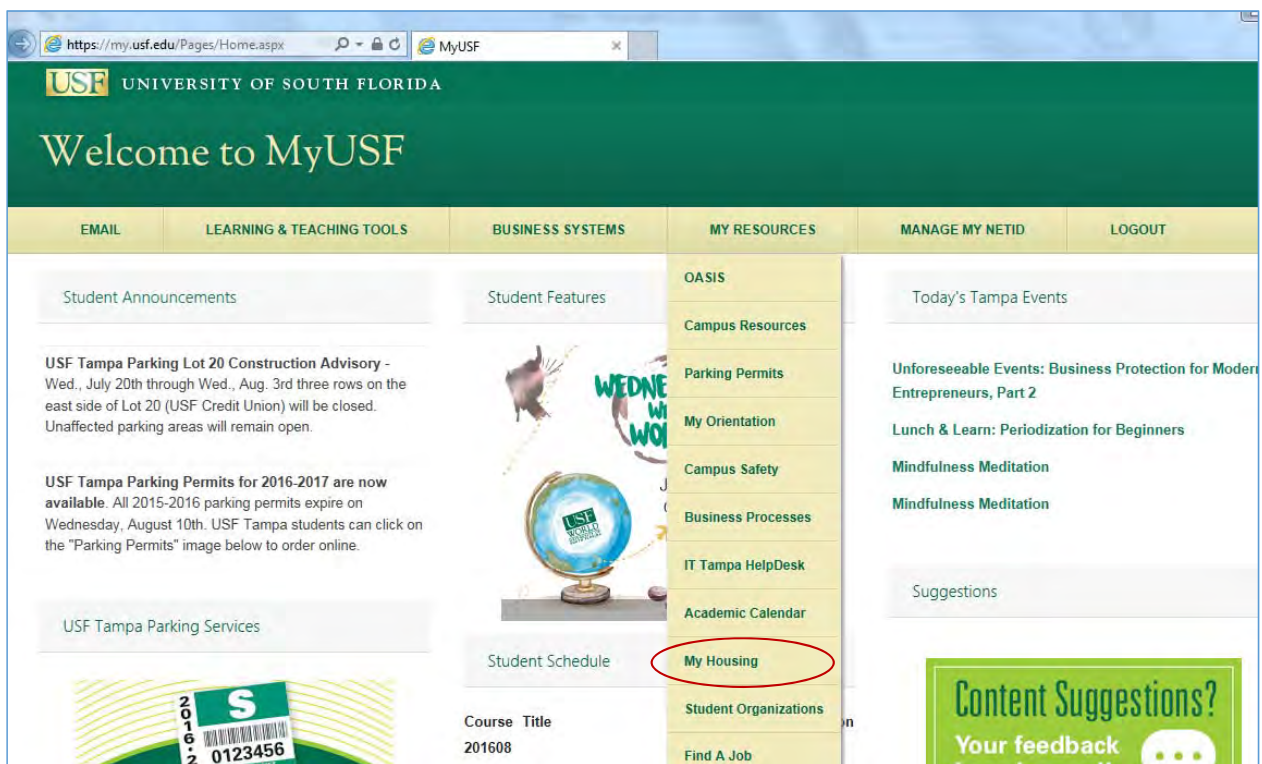 https://my.usf.edu/Pages/Home.aspx
MyUSF
USF UNIVERSITY OF SOUTH FLORIDA
Welcome to MyUSF
EMAIL
LEARNING & TEACHING TOOLS
BUSINESS SYSTEMS
MY RESOURCES
MANAGE MY NETID
LOGOUT
Student Announcements
USF Tampa Parking Lot 20 Construction Advisory -
Wed., July 20th through Wed., Aug. 3rd three rows on the
east side of Lot 20 (USF Credit Union) will be closed.
Unaffected parking areas will remain open.
USF Tampa Parking Permits for 2016-2017 are now
available. All 2015-2016 parking permits expire on
Wednesday, August 10th. USF Tampa students can click on
the "Parking Permits" image below to order online.
USF Tampa Parking Services
2016-2
S
0123456
Student Features
WEDNE
W
WO
J
USF
WORLD
Student Schedule
Course Title
on
201608
OASIS
Campus Resources
Parking Permits
My Orientation
Campus Safety
Business Processes
IT Tampa HelpDesk
Academic Calendar
My Housing
Student Organizations
Find A Job
Today's Tampa Events
Unforeseeable Events: Business Protection for Modern
Entrepreneurs, Part 2
Lunch & Learn: Periodization for Beginners
Mindfulness Meditation
Mindfulness Meditation
Suggestions
Content Suggestions?
Your feedback